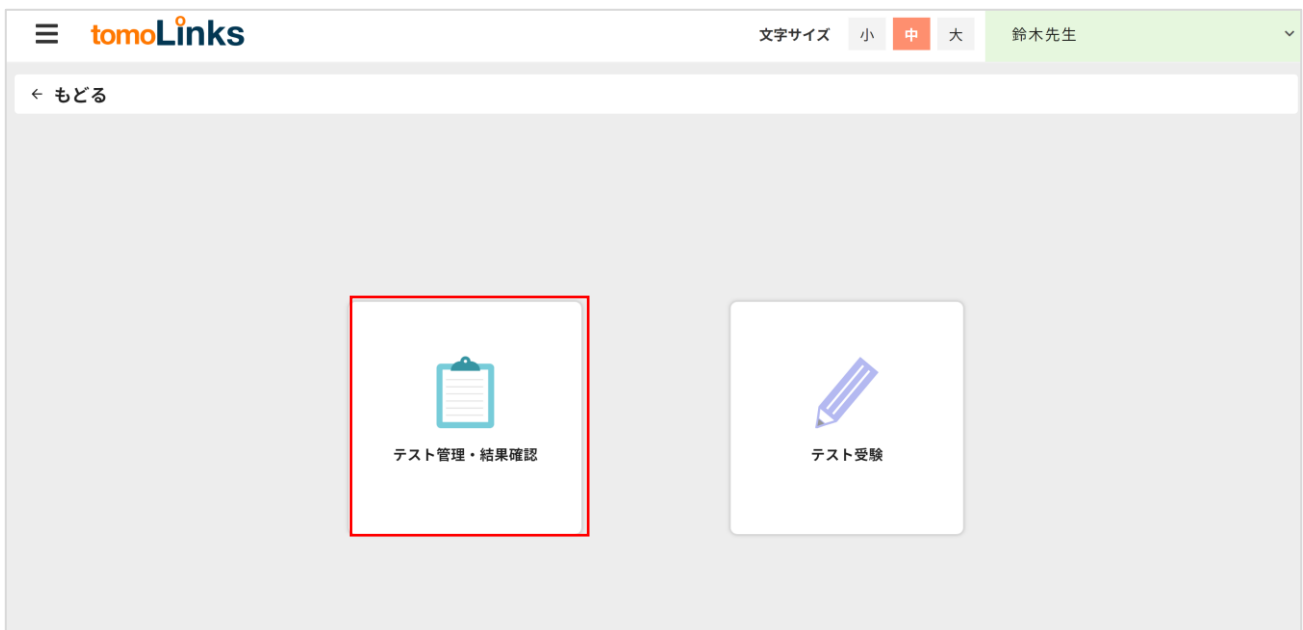 tomoLinks 文字サイズ 小 中 大 鈴木先生
← もどる
テスト管理・結果確認 テスト受験